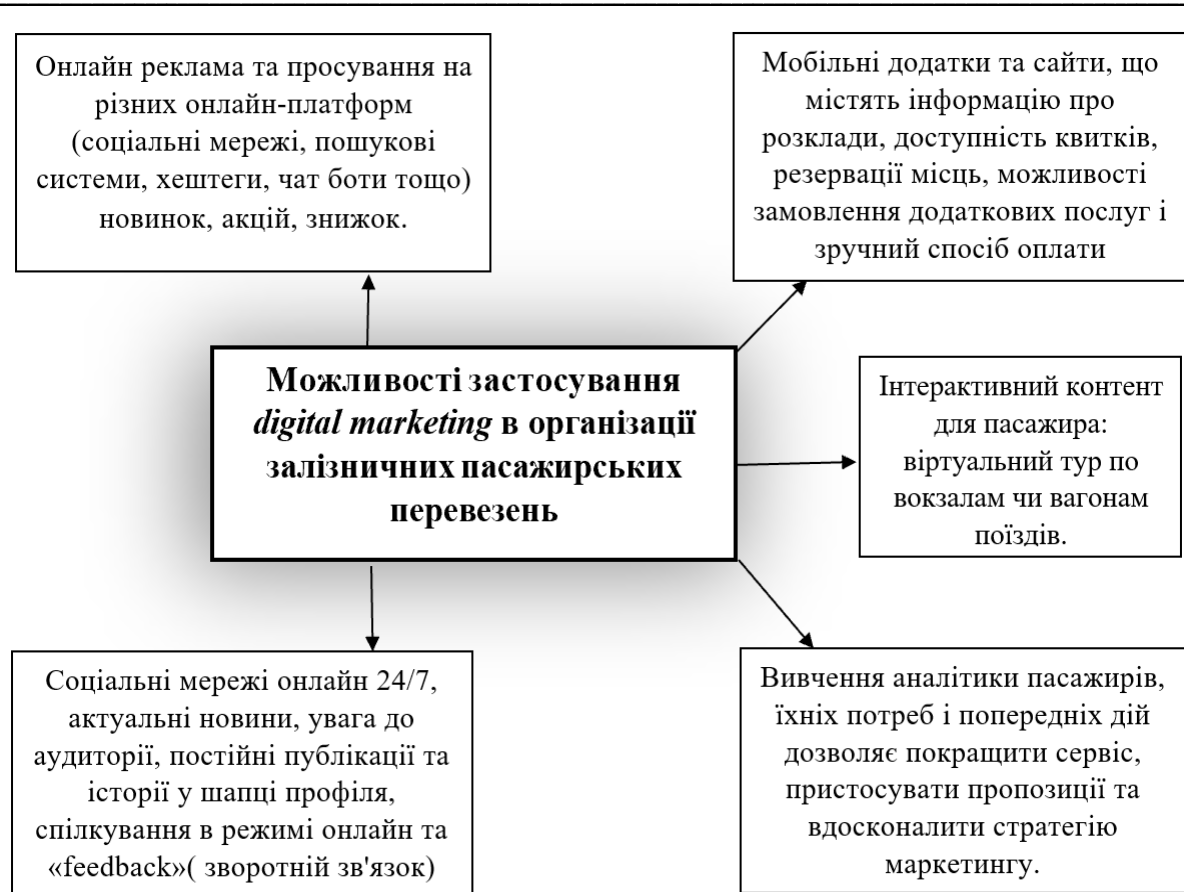 Онлайн реклама та просування на
різних онлайн-платформ
(соціальні мережі, пошукові
системи, хештеги, чат боти тощо)
новинок, акцій, знижок.
Мобільні додатки та сайти, що
містять інформацію про
розклади, доступність квитків,
резервації місць, можливості
замовлення додаткових послуг і
зручний спосіб оплати
Можливості застосування
digital marketing в організації
залізничних пасажирських
перевезень
Інтерактивний контент
для пасажира:
віртуальний тур по
вокзалам чи вагонам
поїздів.
Соціальні мережі онлайн 24/7,
актуальні новини, увага до
аудиторії, постійні публікації та
історії у шапці профіля,
спілкування в режимі онлайн та
«feedback»( зворотній зв'язок)
Вивчення аналітики пасажирів,
їхніх потреб і попередніх дій
дозволяє покращити сервіс,
пристосувати пропозиції та
вдосконалити стратегію
маркетингу.